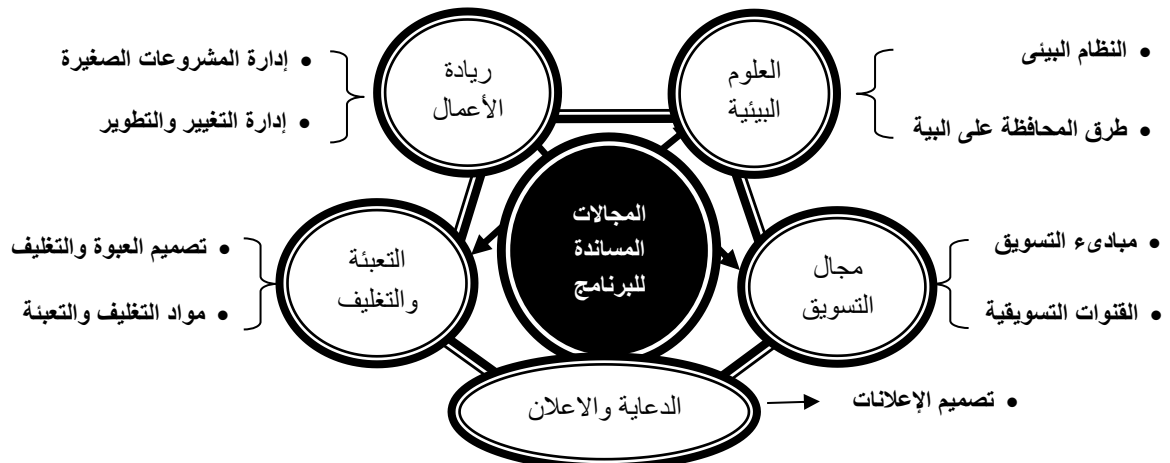 المجالات
المساندة
للبرنامج
العلوم
البيئية
• النظام البيئى
• طرق المحافظة على البية
مجال
التسويق
• مبادىء التسويق
• القنوات التسويقية
الدعاية والاعلان
• تصميم الإعلانات
التعبئة
والتغليف
• تصميم العبوة والتغليف
• مواد التغليف والتعبئة
ريادة
الأعمال
• إدارة المشروعات الصغيرة
• إدارة التغيير والتطوير